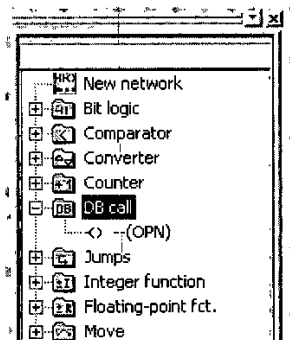 New network
Bit logic
Comparator
Converter
Counter
DB call
--(OPN)
Jumps
Integer function
Floating-point fct.
Move